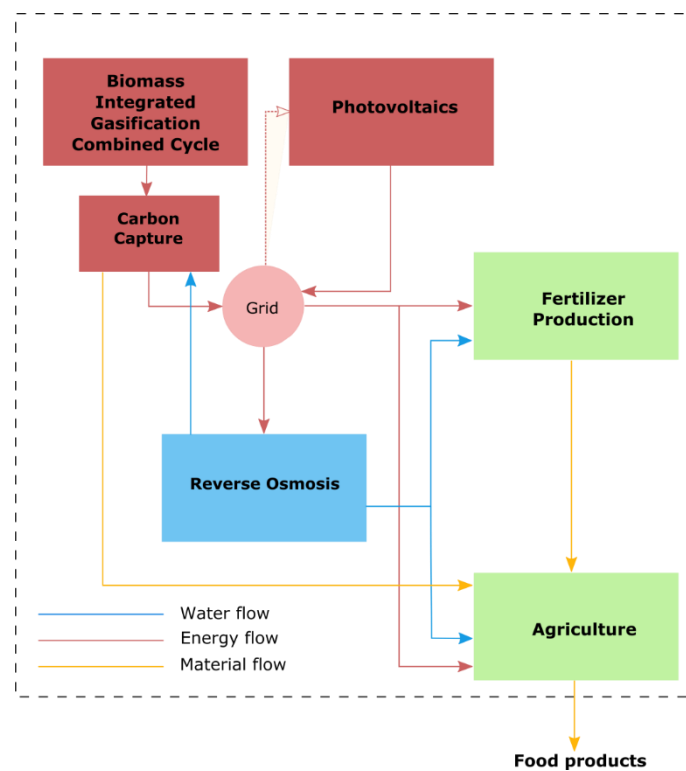 Biomass
Integrated
Gasification
Combined Cycle
Photovoltaics
Carbon
Capture
Grid
Fertilizer
Production
Reverse Osmosis
Agriculture
Water flow
Energy flow
Material flow
Food products